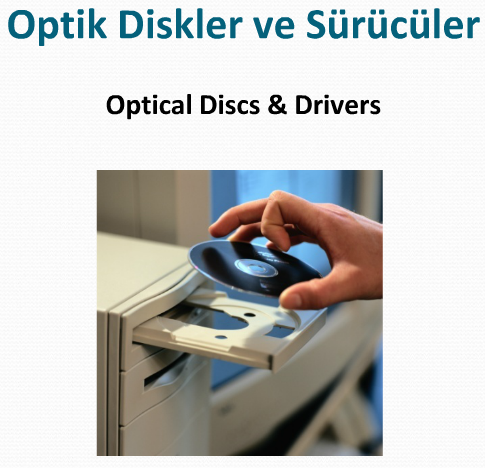 Optik Diskler ve Sürücüler
Optical Discs & Drivers